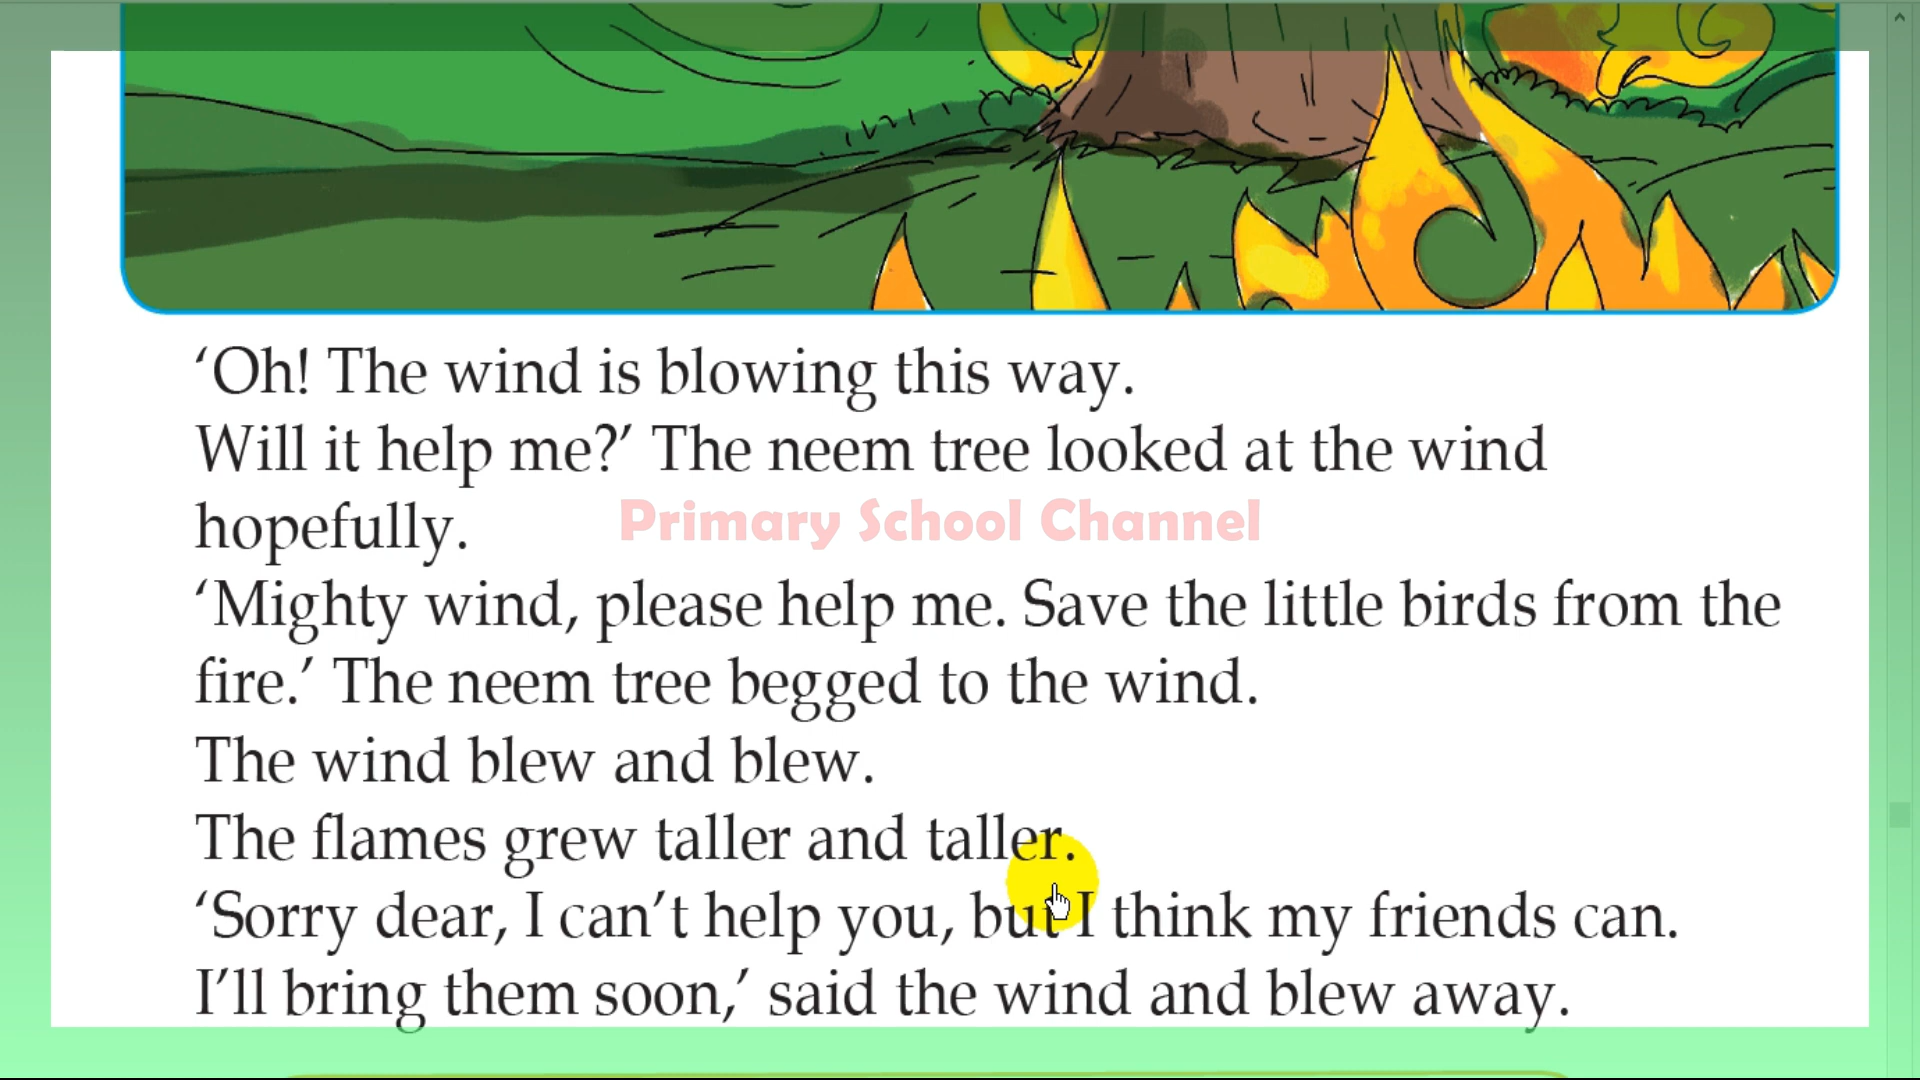 ‘Oh! The wind is blowing this way.
Will it help me?’ The neem tree looked at the wind
hopefully.
Primary School Channel
‘Mighty wind, please help me. Save the little birds from the
fire.’ The neem tree begged to the wind.
The wind blew and blew.
The flames grew taller and taller.
‘Sorry dear, I can’t help you, but I think my friends can.
I’ll bring them soon,’ said the wind and blew away.